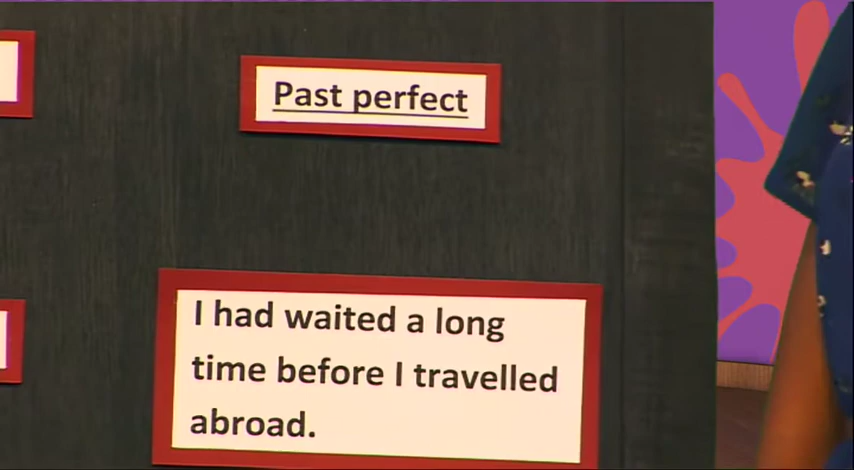 Past perfect
I had waited a long
time before I travelled
abroad.